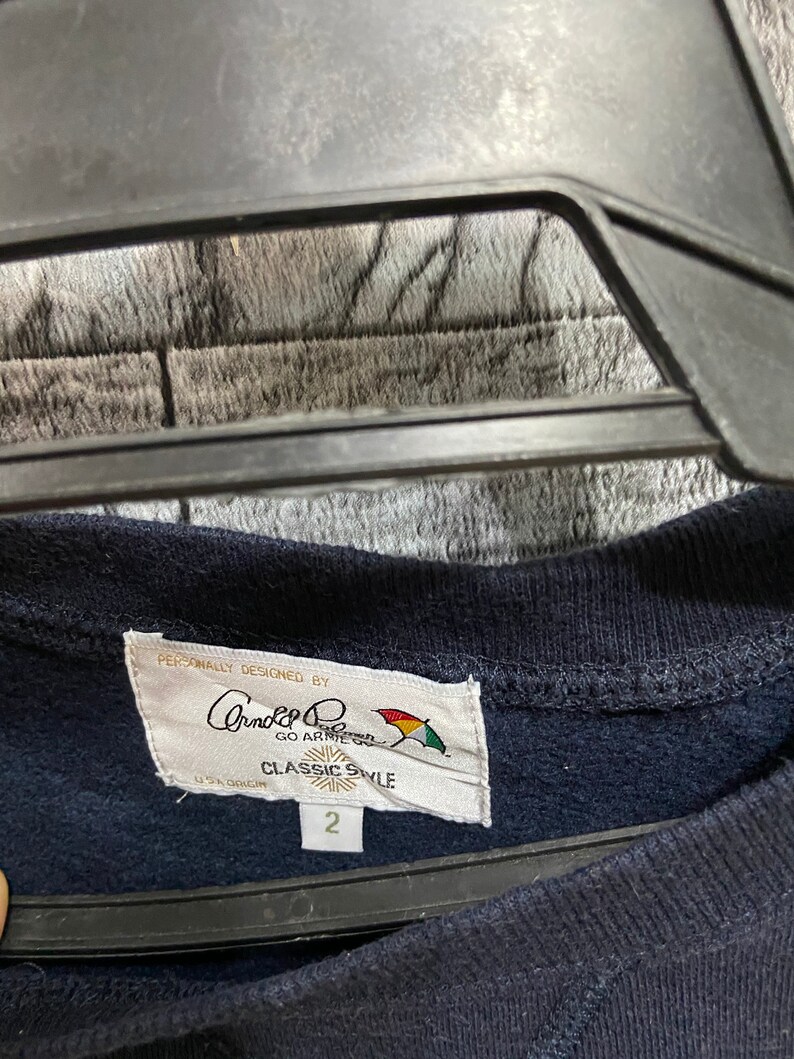 PERSONALLY DESIGNED BY
Arnold Palmer
GO ARNIE GO
CLASSIC STYLE
U.S.A ORIGIN
2